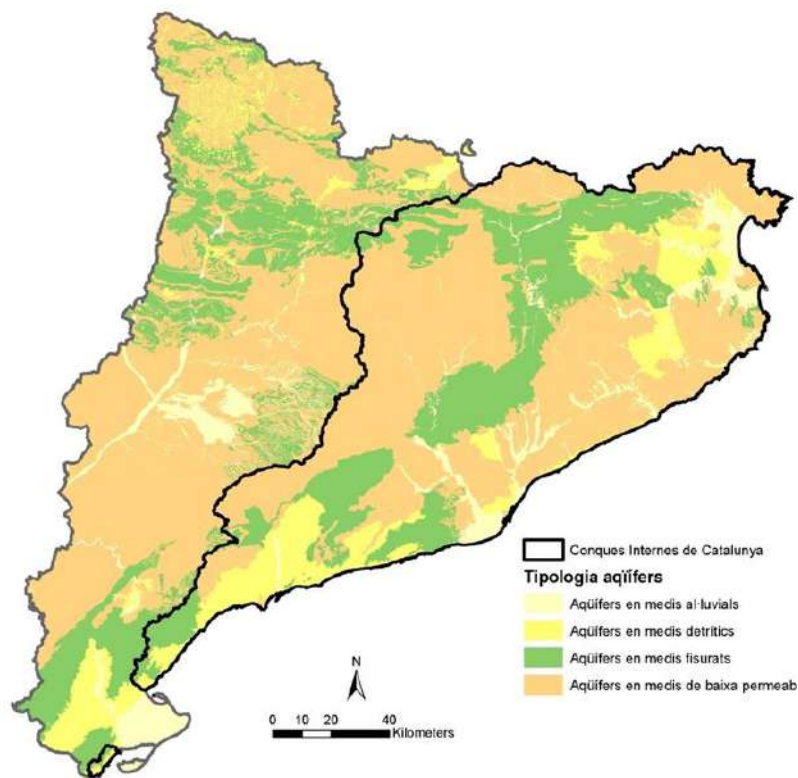 Conques Internes de Catalunya
Tipologia aqüífers
Aqüífers en medis al·luvials
Aqüífers en medis detrítics
Aqüífers en medis fisurats
Aqüífers en medis de baixa permeab
N
0 10 20 40
Kilometers